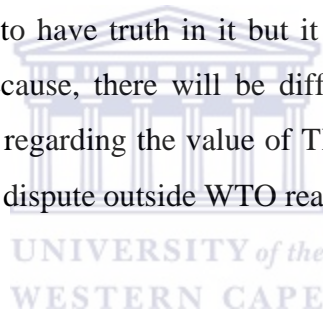 to have truth in it but it
cause, there will be diff
regarding the value of
dispute outside WTO rea
UNIVERSITY of the
WESTERN CAPE